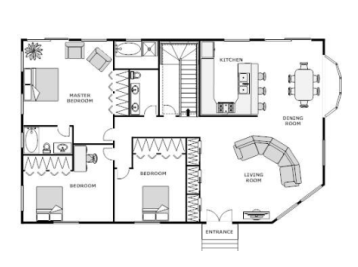 KITCHEN
MASTER
BEDROOM
DINING
ROOM
BEDROOM
BEDROOM
LIVING
ROOM
ENTRANCE